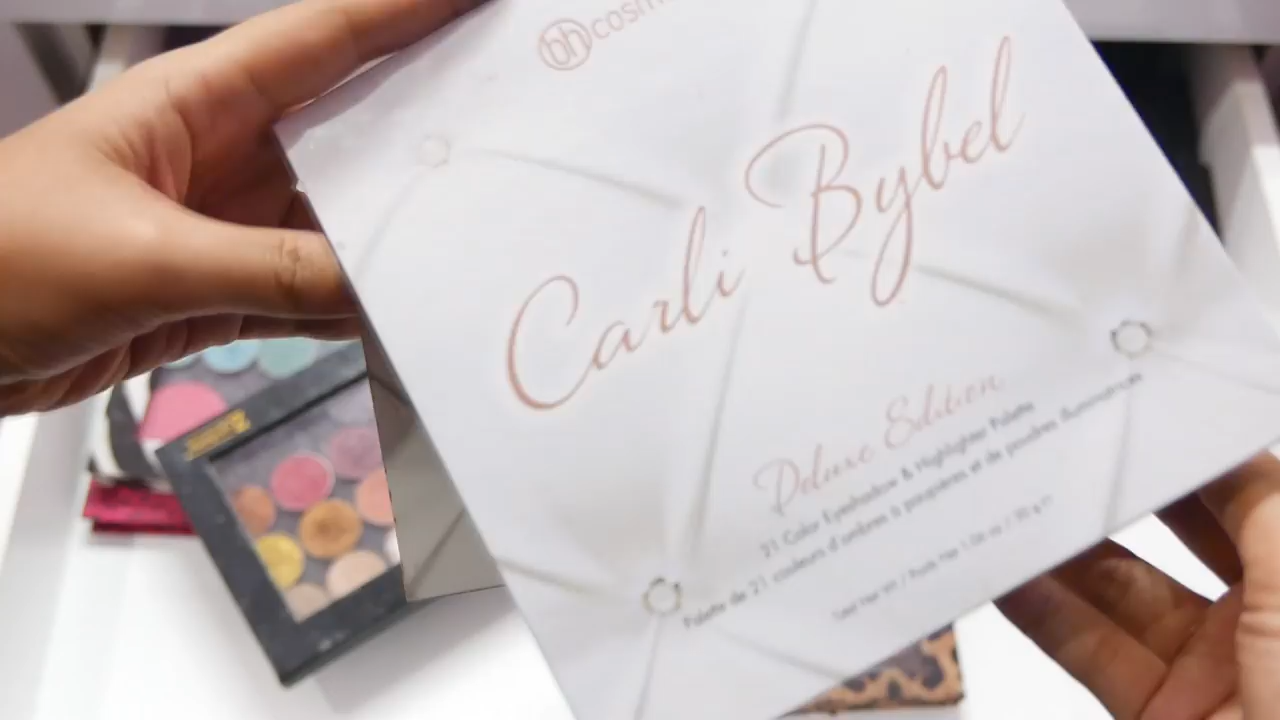 bh cosm
Carli Bybel
Deluxe Edition
21 Color Eyeshadow & Highlighter Palette
Palette de 21 couleurs d'ombres à paupières et de poudres illuminatrices